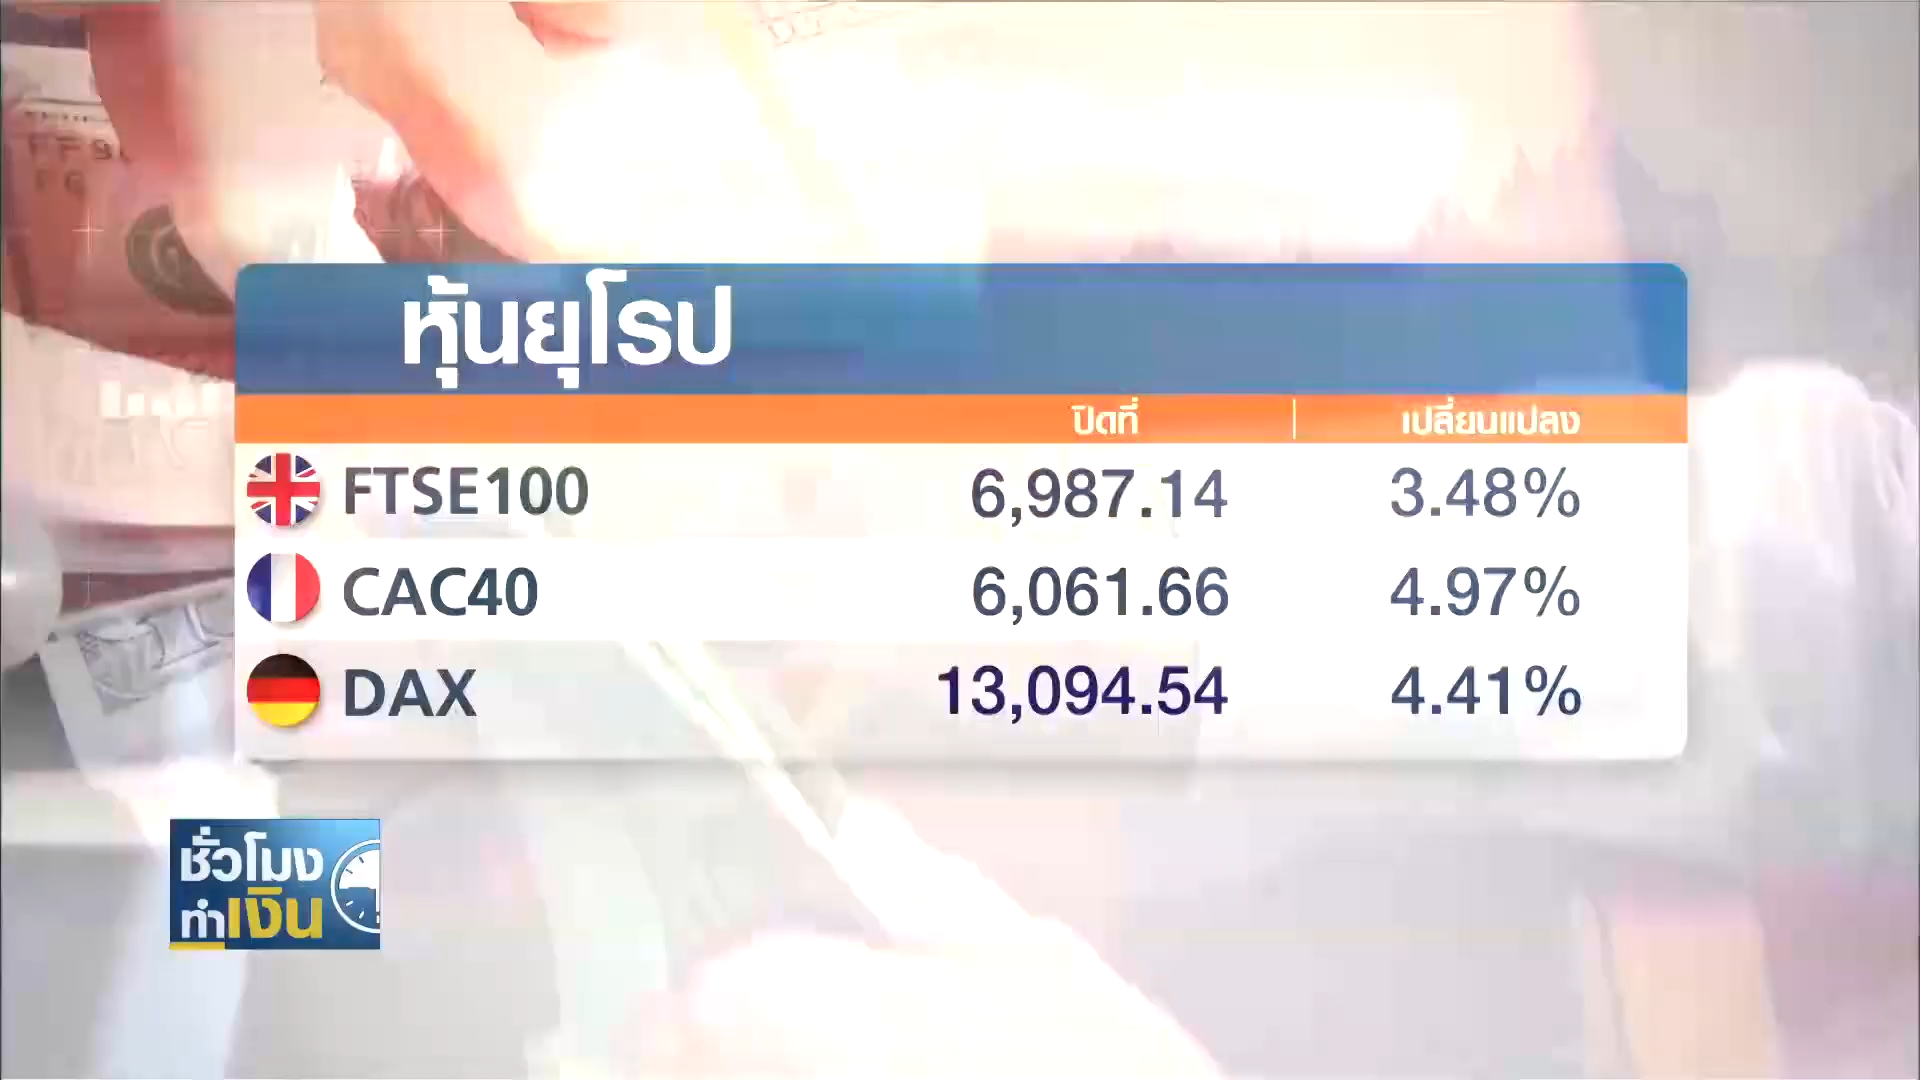 หุ้นยุโรป
ปิดที่ เปลี่ยนแปลง
FTSE100 6,987.14 3.48%
CAC40 6,061.66 4.97%
DAX 13,094.54 4.41%
ชั่วโมง
ทำเงิน